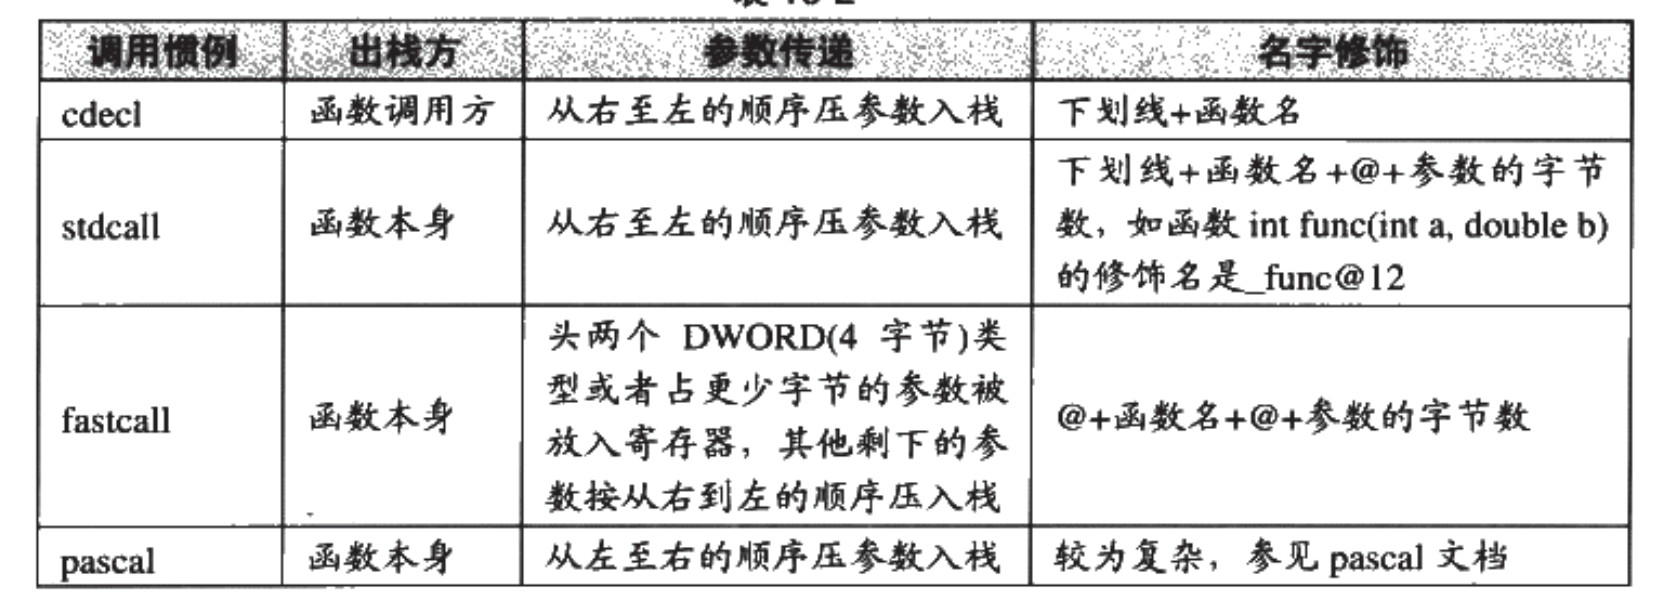 调用惯例 出栈方 参数传递 名字修饰
cdecl 函数调用方 从右至左的顺序压参数入栈 下划线+函数名
stdcall 函数本身 从右至左的顺序压参数入栈 下划线+函数名+@+参数的字节
数，如函数 int func(int a, double b)
的修饰名是_func@12
fastcall 函数本身 头两个 DWORD(4 字节)类
型或者占更少字节的参数被
放入寄存器，其他剩下的参
数按从右到左的顺序压入栈
@+函数名+@+参数的字节数
pascal 函数本身 从左至右的顺序压参数入栈 较为复杂，参见 pascal 文档